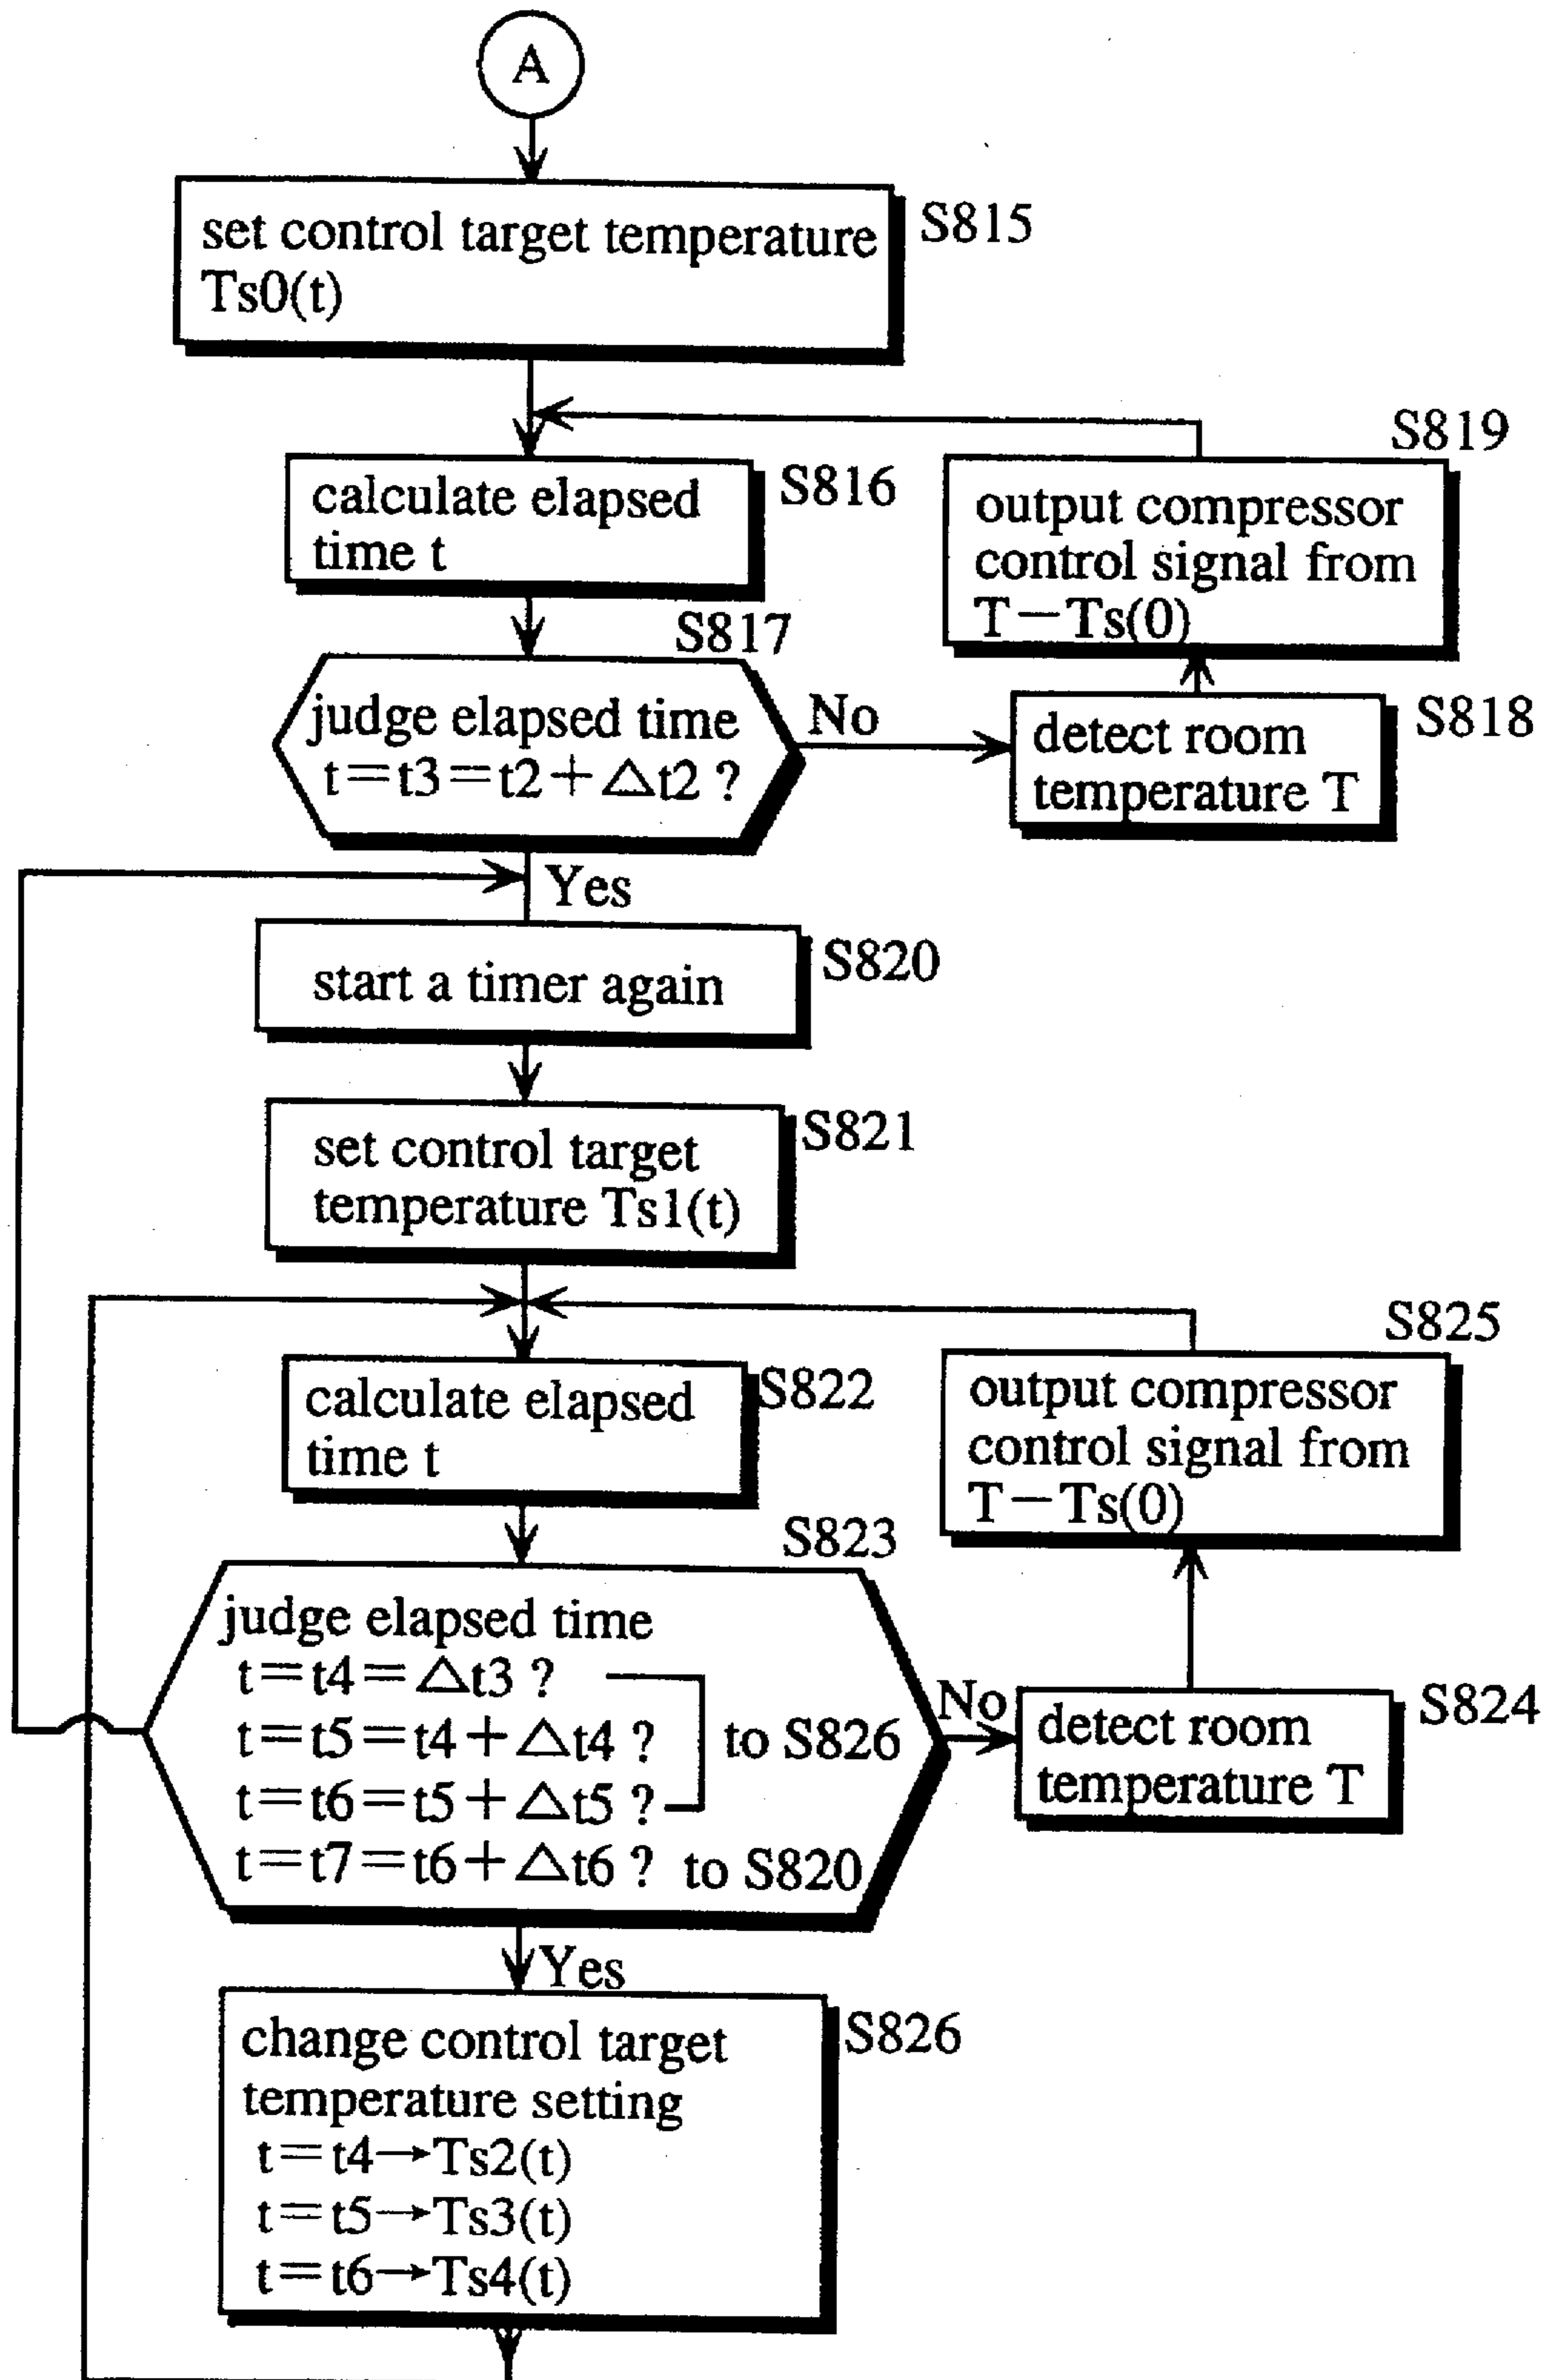 A
set control target temperature
Ts0(t)
S815
calculate elapsed
time t
S816
S819
output compressor
control signal from
T−Ts(0)
S817
judge elapsed time
t=t3=t2+△t2 ?
No
detect room
temperature T
S818
Yes
start a timer again
S820
set control target
temperature Ts1(t)
S821
calculate elapsed
time t
S822
S825
output compressor
control signal from
T−Ts(0)
S823
judge elapsed time
t=t4=△t3 ?
t=t5=t4+△t4 ?
to S826
t=t6=t5+△t5 ?
t=t7=t6+△t6 ? to S820
No
detect room
temperature T
S824
Yes
change control target
temperature setting
t=t4→Ts2(t)
t=t5→Ts3(t)
t=t6→Ts4(t)
S826